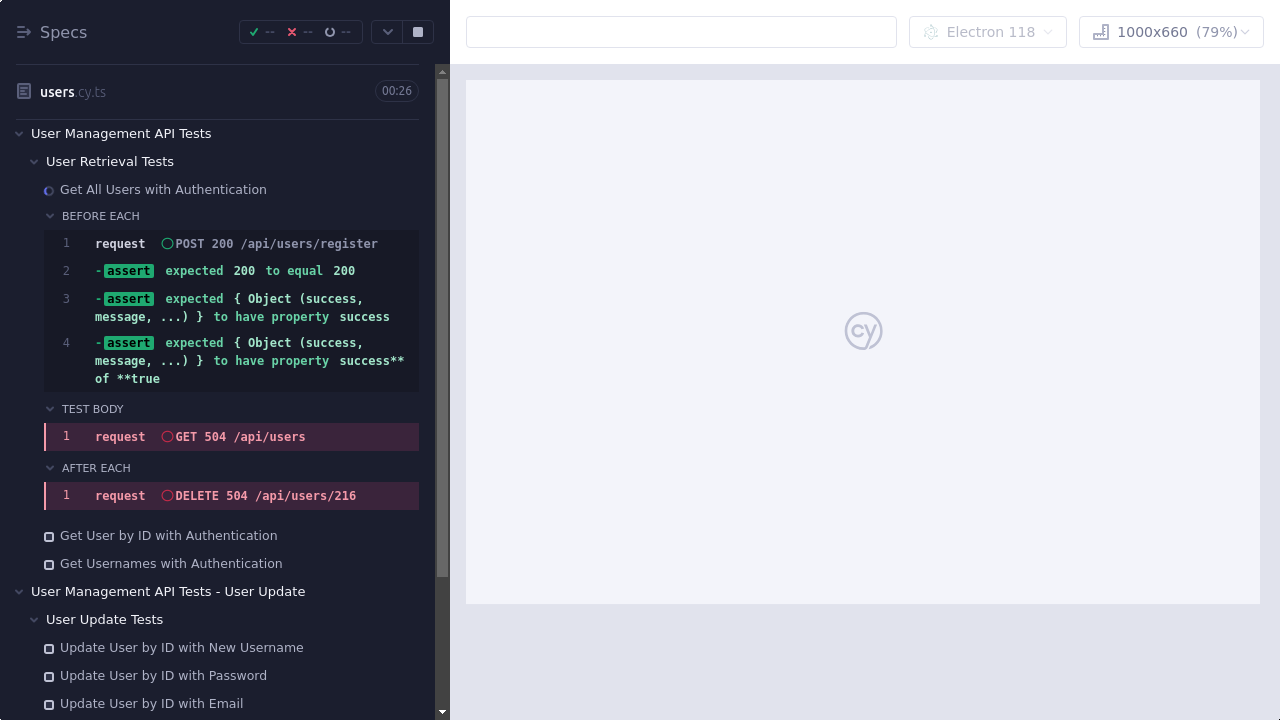 Specs
-- -- --
Electron 118
1000x660 (79%)
users.cy.ts
00:26
User Management API Tests
User Retrieval Tests
Get All Users with Authentication
BEFORE EACH
1 request POST 200 /api/users/register
2 -assert expected 200 to equal 200
3 -assert expected { Object (success,
message, ...) } to have property success
4 -assert expected { Object (success,
message, ...) } to have property success**
of **true
TEST BODY
1 request GET 504 /api/users
AFTER EACH
1 request DELETE 504 /api/users/216
Get User by ID with Authentication
Get Usernames with Authentication
User Management API Tests - User Update
User Update Tests
Update User by ID with New Username
Update User by ID with Password
Update User by ID with Email
cy